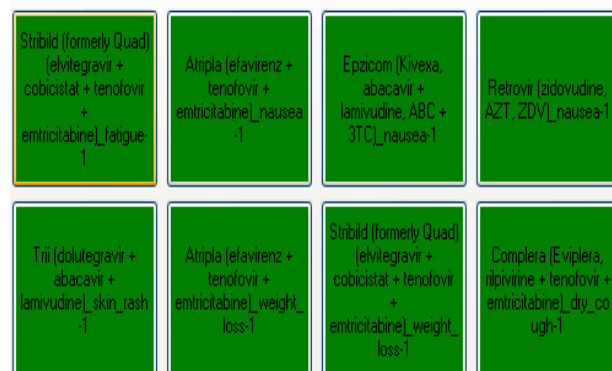 Stribild (formerly Quad)
(elvitegravir +
cobicistat + tenofovir
+
emtricitabine)_fatigue-
1
Atripla (efavirenz +
tenofovir +
emtricitabine)_nausea
-1
Epzicom (Kivexa,
abacavir +
lamivudine, ABC +
3TC)_nausea-1
Retrovir (zidovudine,
AZT, ZDV)_nausea-1
Trii (dolutegravir +
abacavir +
lamivudine)_skin_rash
-1
Atripla (efavirenz +
tenofovir +
emtricitabine)_weight_
loss-1
Stribild (formerly Quad)
(elvitegravir +
cobicistat + tenofovir
+
emtricitabine)_weight_
loss-1
Complera (Eviplera,
rilpivirine + tenofovir +
emtricitabine)_dry_co
ugh-1